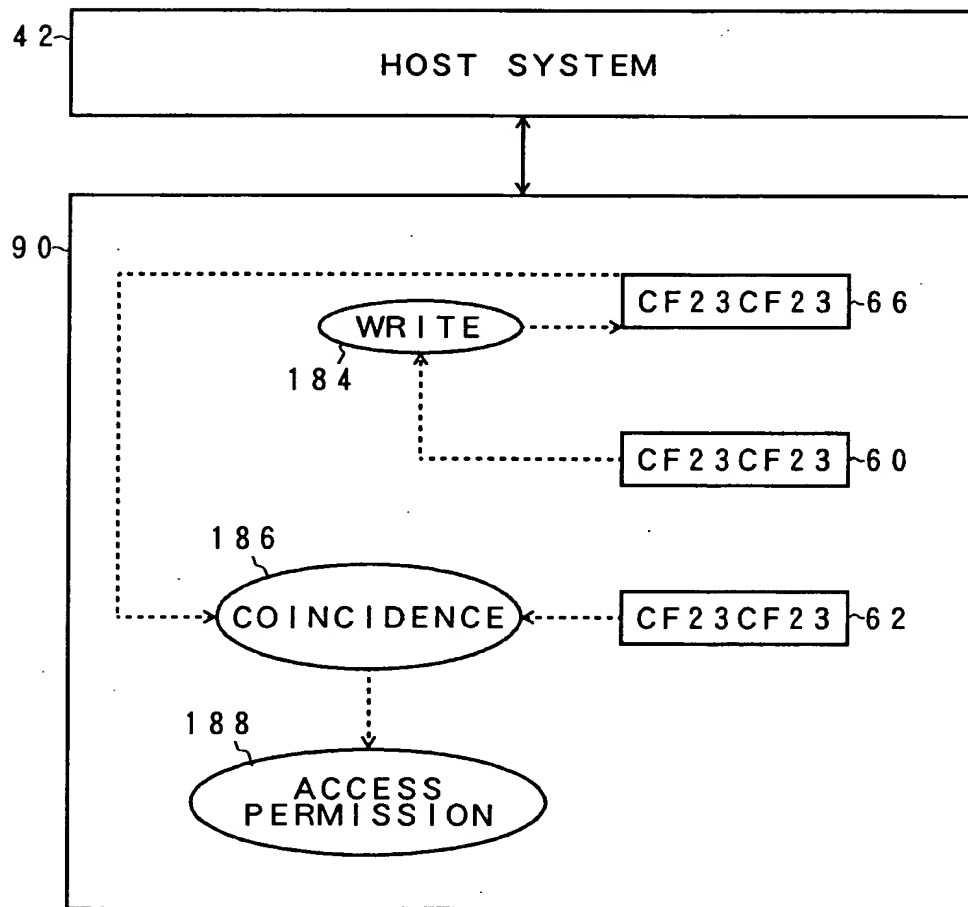 42
HOST SYSTEM
90
CF23CF23
66
WRITE
184
CF23CF23
60
186
COINCIDENCE
CF23CF23
62
188
ACCESS
PERMISSION